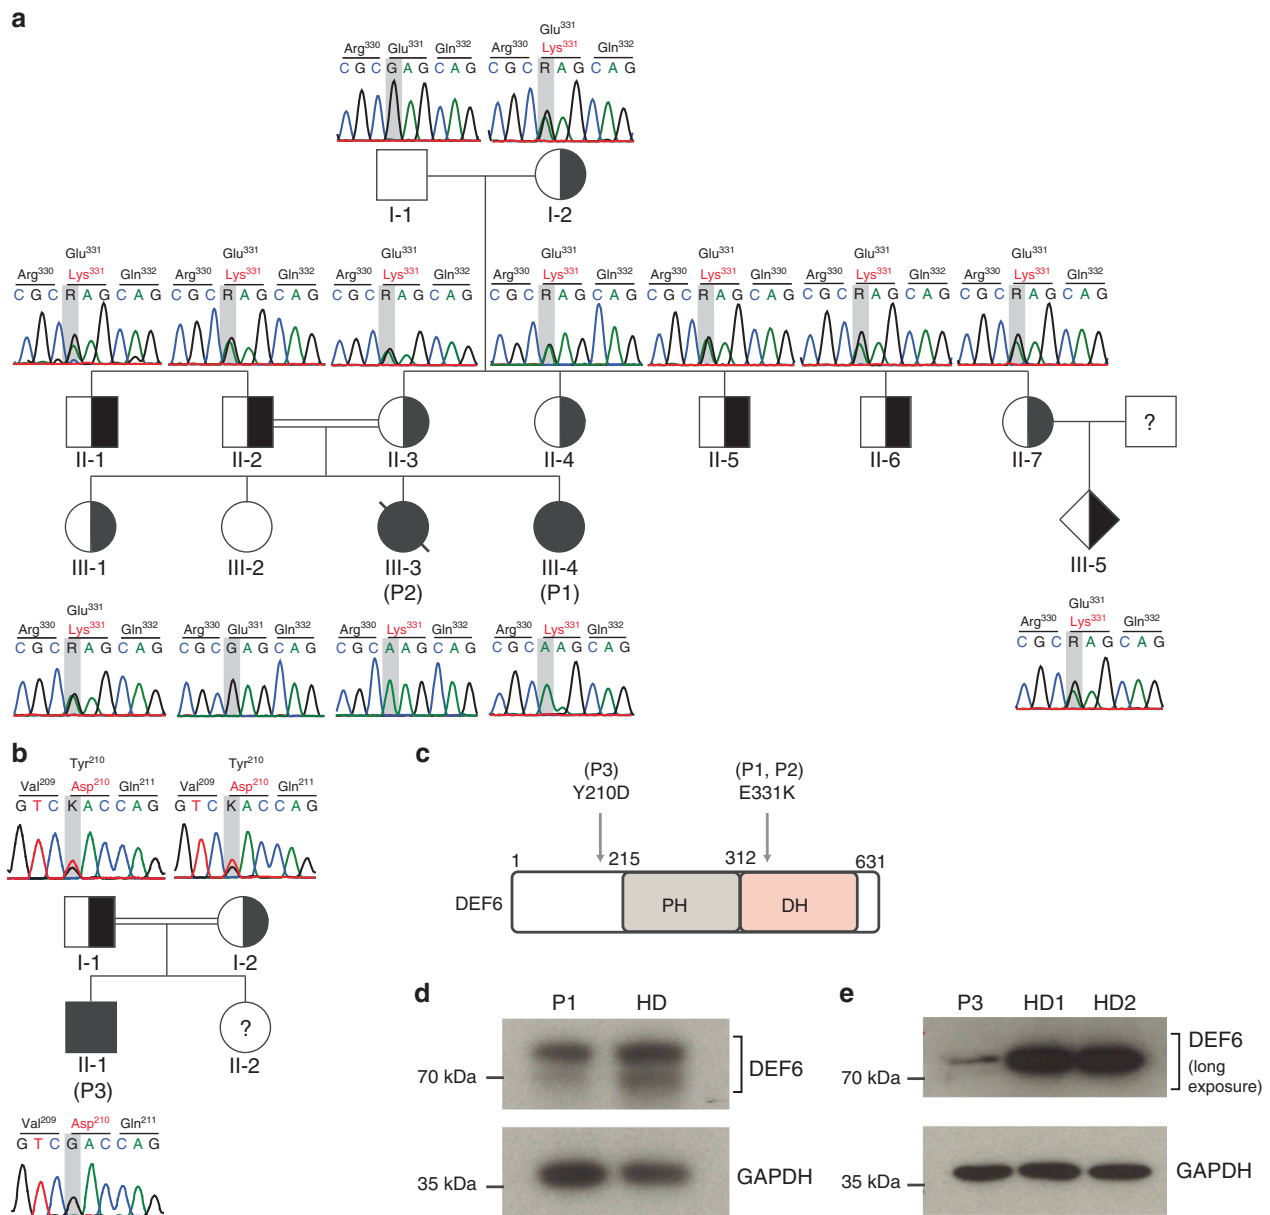 a
Glu331
Arg330 Glu331 Gln332 Arg330 Lys331 Gln332
C G C G A G C A G C G C R A G C A G
I-1 I-2
Glu331 Glu331 Glu331 Glu331 Glu331 Glu331 Glu331
Arg330 Lys331 Gln332 Arg330 Lys331 Gln332 Arg330 Lys331 Gln332 Arg330 Lys331 Gln332 Arg330 Lys331 Gln330 Arg330 Lys331 Gln332 Arg330 Lys331 Gln332
C G C R A G C A G C G C R A G C A G C G C R A G C A G C G C R A G C A G C G C R A G C A G C G C R A G C A G C G C R A G C A G
?
II-1 II-2 II-3 II-4 II-5 II-6 II-7
III-1 III-2 III-3 III-4 III-5
(P2) (P1)
Glu331 Glu331
Arg330 Lys331 Gln332 Arg330 Glu331 Gln332 Arg330 Lys331 Gln332 Arg330 Lys331 Gln332 Arg330 Lys331 Gln332
C G C R A G C A G C G C G A G C A G C G C A A G C A G C G C A A G C A G C G C R A G C A G
b
Tyr210 Tyr210
Val209 Asp210 Gln211 Val209 Asp210 Gln211
G T C K A C C A G G T C K A C C A G
I-1 I-2
?
II-1 II-2
(P3)
Val209 Asp210 Gln211
G T C G A C C A G
c
(P3) (P1, P2)
Y210D E331K
1 215 312 631
DEF6 PH DH
d
P1 HD
DEF6
70 kDa
GAPDH
35 kDa
e
P3 HD1 HD2
DEF6
(long
exposure)
70 kDa
GAPDH
35 kDa